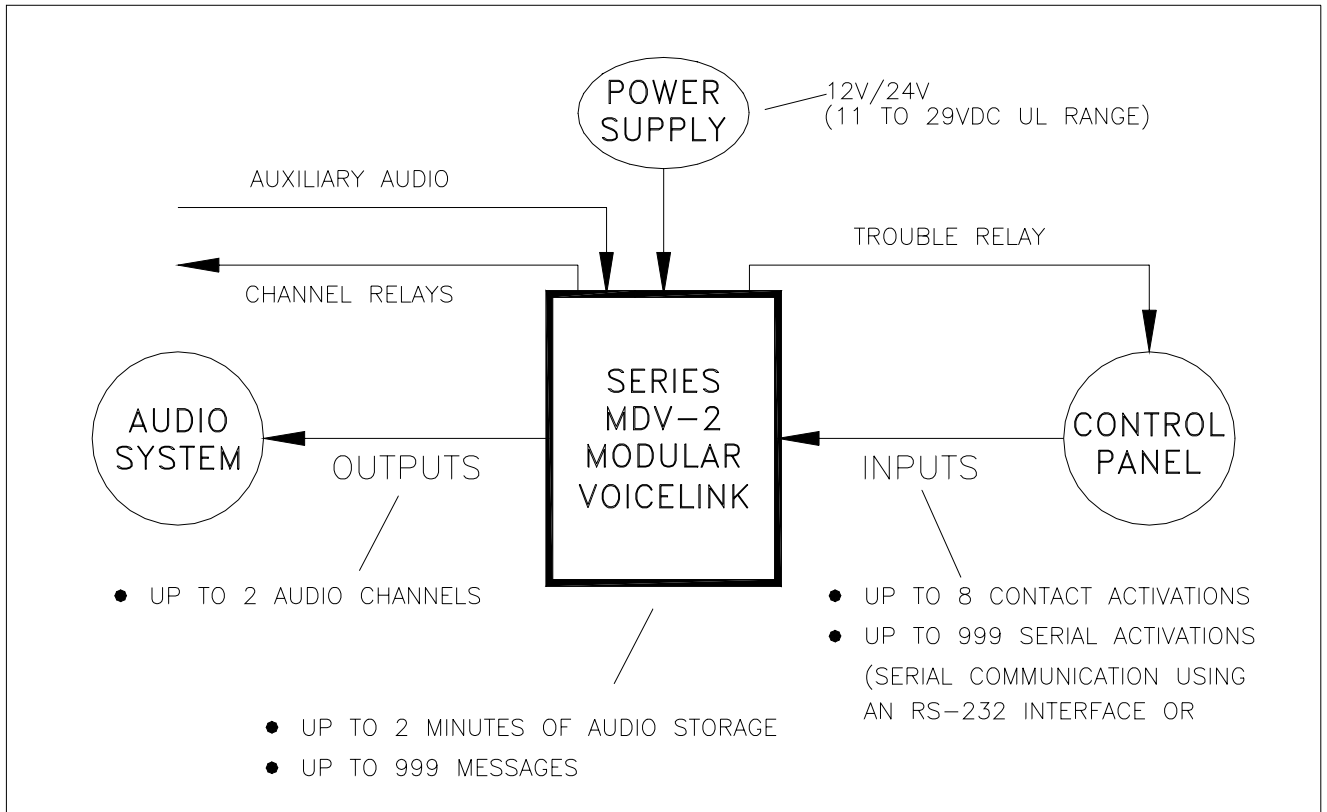 POWER
SUPPLY
12V/24V
(11 TO 29VDC UL RANGE)
AUXILIARY AUDIO
TROUBLE RELAY
CHANNEL RELAYS
SERIES
MDV-2
MODULAR
VOICELINK
AUDIO
SYSTEM
OUTPUTS
INPUTS
CONTROL
PANEL
● UP TO 2 AUDIO CHANNELS
● UP TO 8 CONTACT ACTIVATIONS
● UP TO 999 SERIAL ACTIVATIONS
(SERIAL COMMUNICATION USING
AN RS-232 INTERFACE OR
● UP TO 2 MINUTES OF AUDIO STORAGE
● UP TO 999 MESSAGES